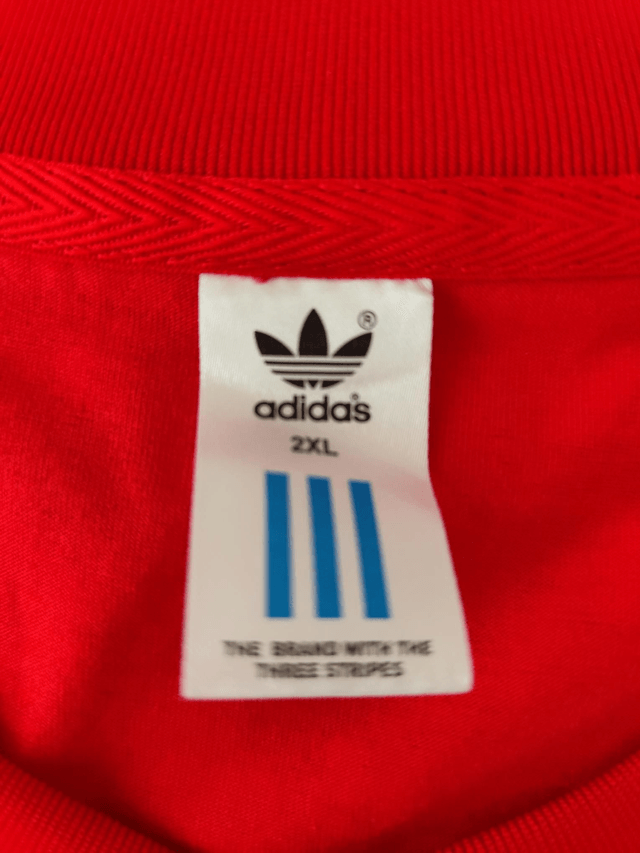 ®
adidas®
2XL
THE BRAND WITH THE
THREE STRIPES